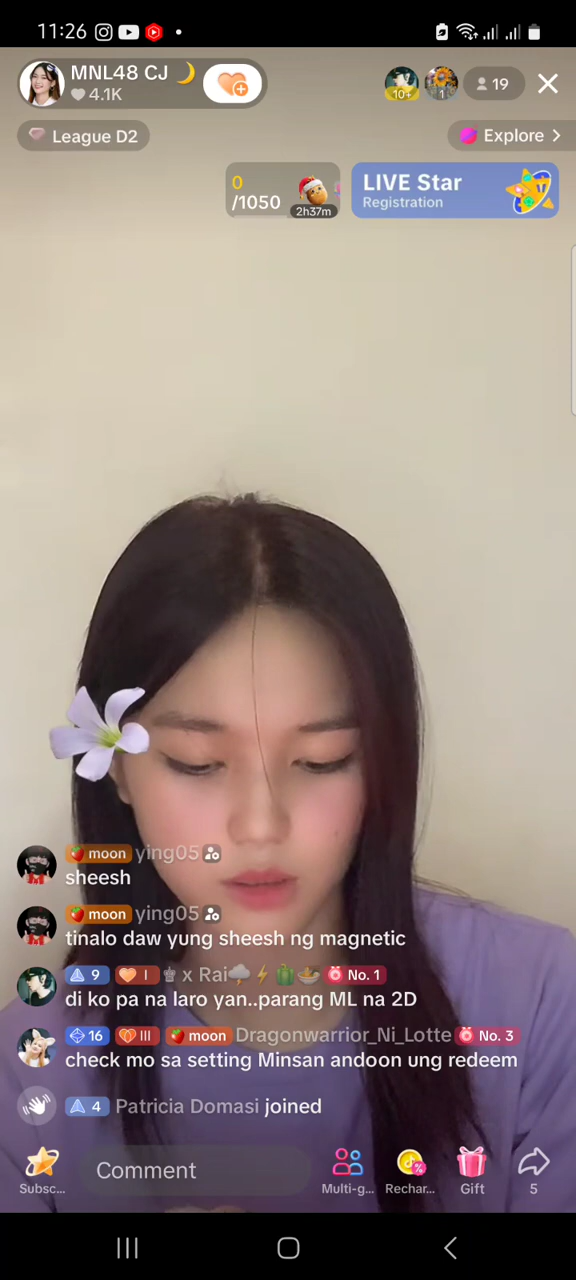 11:26
MNL48 CJ 🌙
4.1K
10+
1
19
League D2
Explore >
0
/1050
2h37m
LIVE Star
Registration
moon ying05
sheesh
moon ying05
tinalo daw yung sheesh ng magnetic
9 I x Rai🌩️⚡ No. 1
di ko pa na laro yan..parang ML na 2D
16 III moon Dragonwarrior_Ni_Lotte No. 3
check mo sa setting Minsan andoon ung redeem
4 Patricia Domasi joined
Comment
Subsc...
Multi-g...
Rechar...
Gift
5